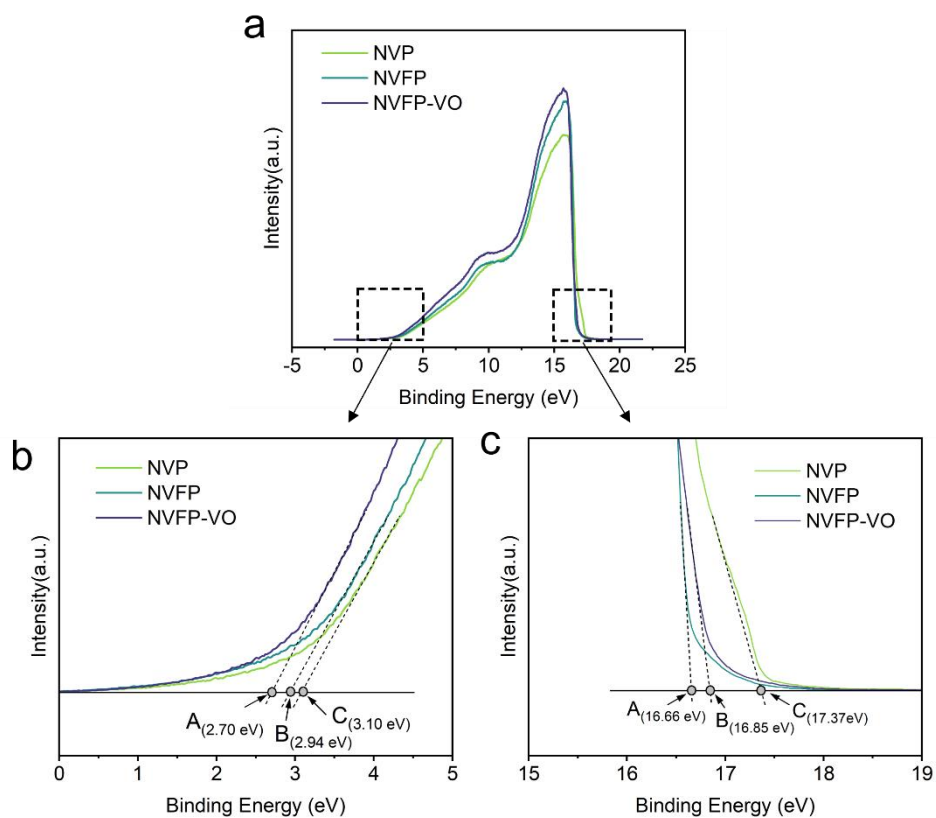 a
NVP
NVFP
NVFP-VO
Intensity(a.u.)
-5 0 5 10 15 20 25
Binding Energy (eV)
b
NVP
NVFP
NVFP-VO
Intensity(a.u.)
A(2.70 eV)
B(2.94 eV)
C(3.10 eV)
0 1 2 3 4 5
Binding Energy (eV)
c
NVP
NVFP
NVFP-VO
Intensity(a.u.)
A(16.66 eV)
B(16.85 eV)
C(17.37eV)
15 16 17 18 19
Binding Energy (eV)